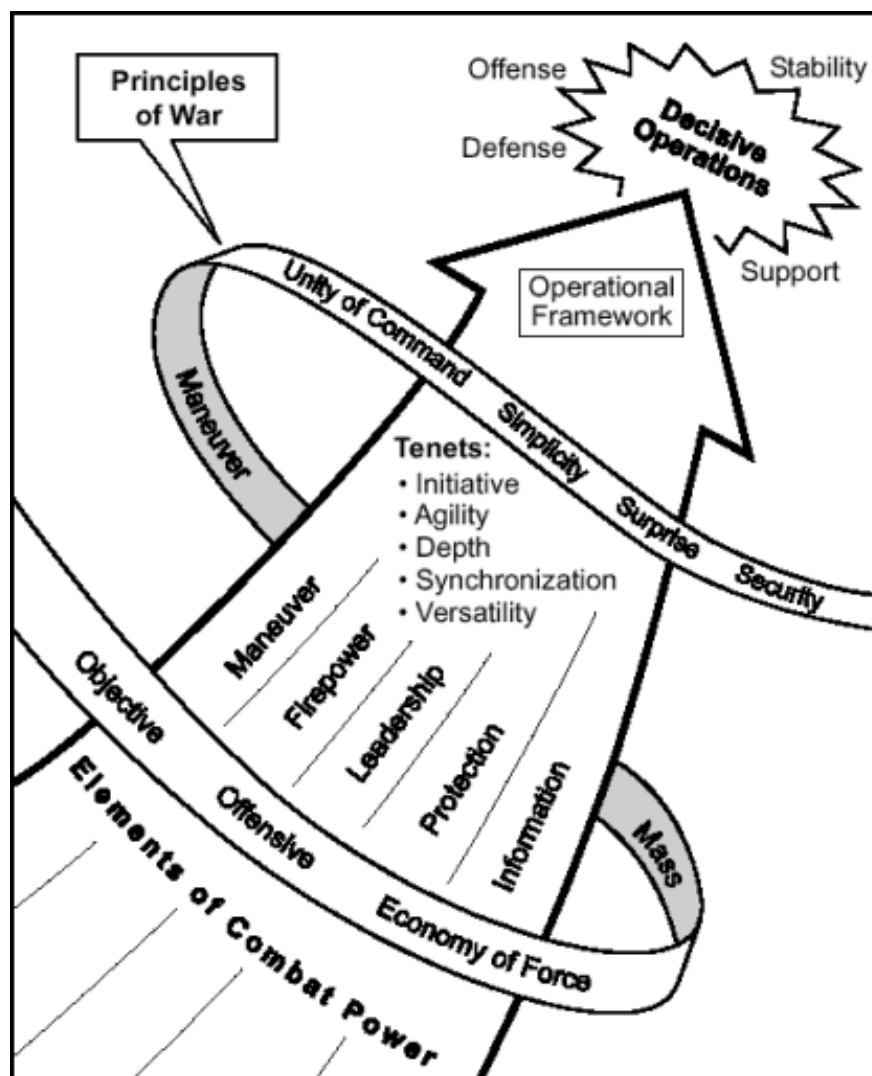 Principles
of War
Offense
Stability
Decisive
Operations
Defense
Support
Operational
Framework
Unity of Command Simplicity Surprise Security
Maneuver
Tenets:
• Initiative
• Agility
• Depth
• Synchronization
• Versatility
Maneuver
Firepower
Leadership
Protection
Information
Mass
Objective Offensive Economy of Force
Elements of Combat Power